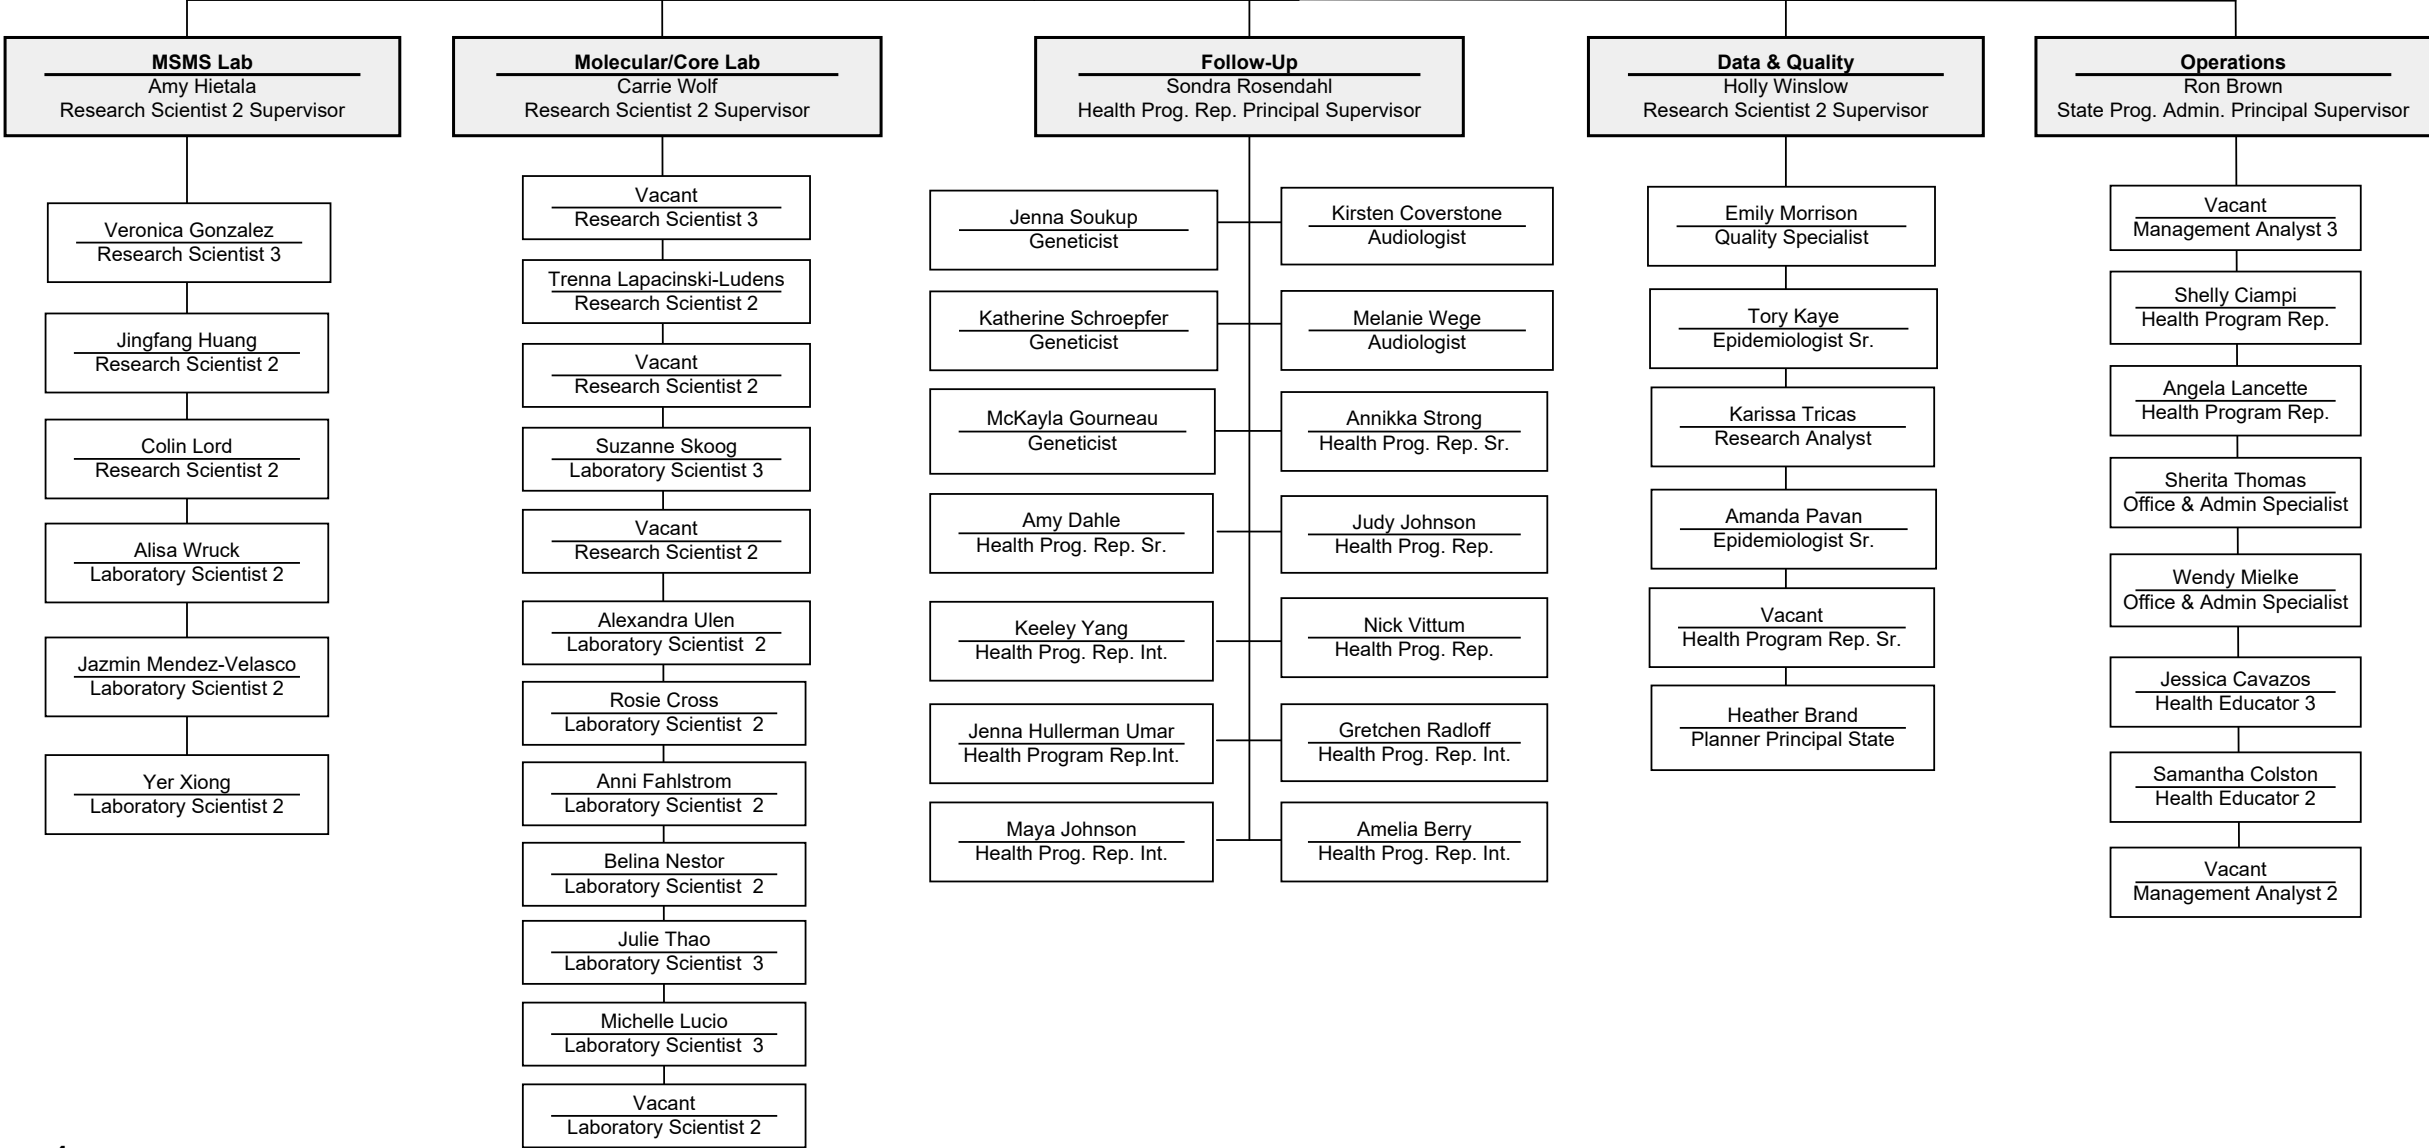 MSMS Lab
Amy Hietala
Research Scientist 2 Supervisor
Veronica Gonzalez
Research Scientist 3
Jingfang Huang
Research Scientist 2
Colin Lord
Research Scientist 2
Alisa Wruck
Laboratory Scientist 2
Jazmin Mendez-Velasco
Laboratory Scientist 2
Yer Xiong
Laboratory Scientist 2
Molecular/Core Lab
Carrie Wolf
Research Scientist 2 Supervisor
Vacant
Research Scientist 3
Trenna Lapacinski-Ludens
Research Scientist 2
Vacant
Research Scientist 2
Suzanne Skoog
Laboratory Scientist 3
Vacant
Research Scientist 2
Alexandra Ulen
Laboratory Scientist  2
Rosie Cross
Laboratory Scientist  2
Anni Fahlstrom
Laboratory Scientist  2
Belina Nestor
Laboratory Scientist  2
Julie Thao
Laboratory Scientist  3
Michelle Lucio
Laboratory Scientist  3
Vacant
Laboratory Scientist 2
Follow-Up
Sondra Rosendahl
Health Prog. Rep. Principal Supervisor
Jenna Soukup
Geneticist
Kirsten Coverstone
Audiologist
Katherine Schroepfer
Geneticist
Melanie Wege
Audiologist
McKayla Gourneau
Geneticist
Annikka Strong
Health Prog. Rep. Sr.
Amy Dahle
Health Prog. Rep. Sr.
Judy Johnson
Health Prog. Rep.
Keeley Yang
Health Prog. Rep. Int.
Nick Vittum
Health Prog. Rep.
Jenna Hullerman Umar
Health Program Rep.Int.
Gretchen Radloff
Health Prog. Rep. Int.
Maya Johnson
Health Prog. Rep. Int.
Amelia Berry
Health Prog. Rep. Int.
Data & Quality
Holly Winslow
Research Scientist 2 Supervisor
Emily Morrison
Quality Specialist
Tory Kaye
Epidemiologist Sr.
Karissa Tricas
Research Analyst
Amanda Pavan
Epidemiologist Sr.
Vacant
Health Program Rep. Sr.
Heather Brand
Planner Principal State
Operations
Ron Brown
State Prog. Admin. Principal Supervisor
Vacant
Management Analyst 3
Shelly Ciampi
Health Program Rep.
Angela Lancette
Health Program Rep.
Sherita Thomas
Office & Admin Specialist
Wendy Mielke
Office & Admin Specialist
Jessica Cavazos
Health Educator 3
Samantha Colston
Health Educator 2
Vacant
Management Analyst 2